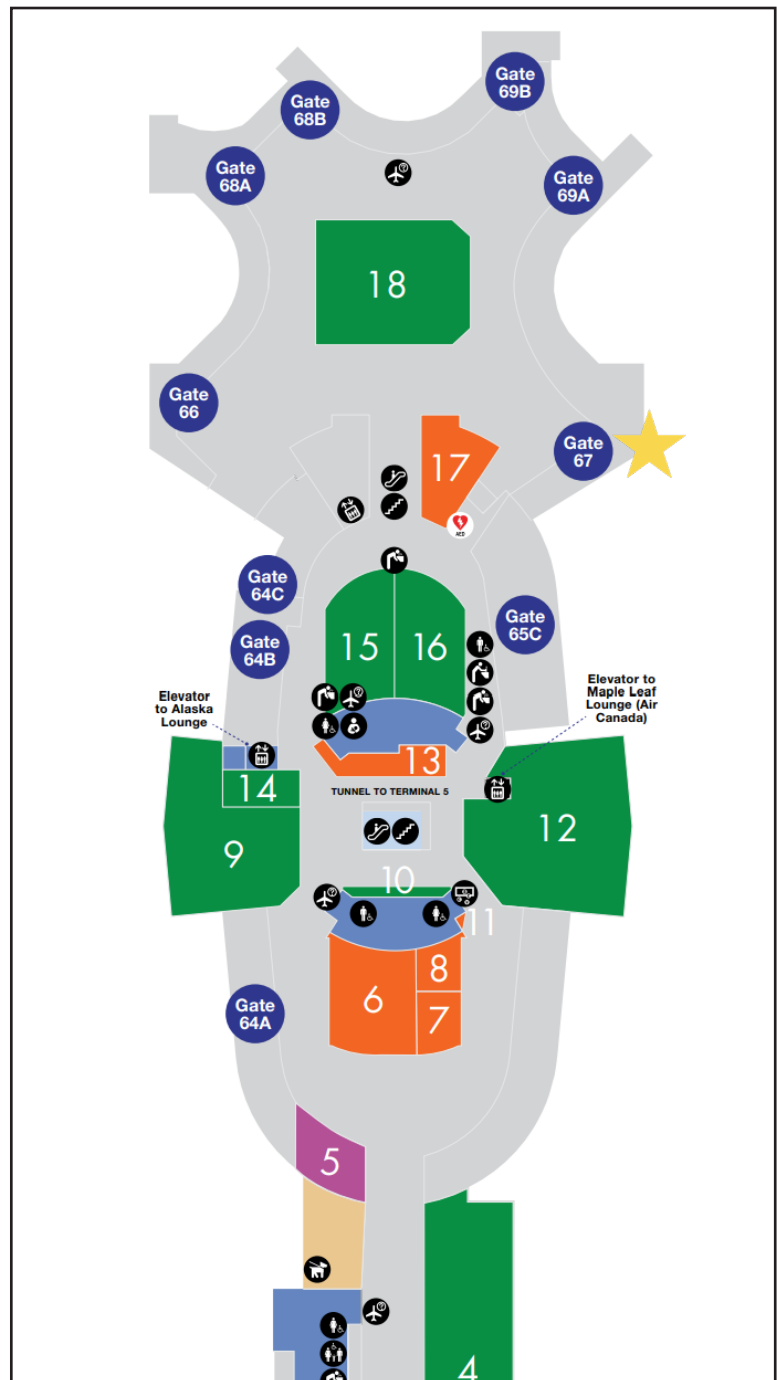 Gate
69B
Gate
68B
Gate
68A
Gate
69A
18
Gate
66
Gate
67
17
AED
Gate
64C
Gate
65C
Gate
64B
15
16
Elevator
to Alaska
Lounge
Elevator to
Maple Leaf
Lounge (Air
Canada)
13
14
TUNNEL TO TERMINAL 5
12
9
10
11
8
6
7
Gate
64A
5
4